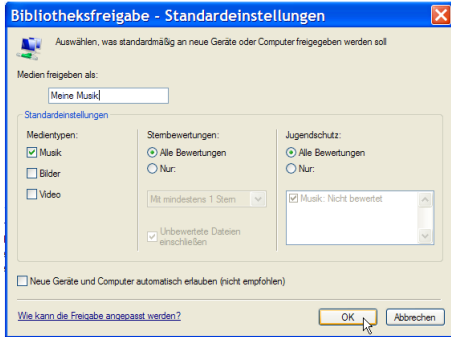 Bibliotheksfreigabe - Standardeinstellungen
Auswählen, was standardmäßig an neue Geräte oder Computer freigegeben werden soll
Medien freigeben als:
Meine Musik
Standardeinstellungen
Medientypen:
Musik
Bilder
Video
Sternbewertungen:
Alle Bewertungen
Nur:
Mit mindestens 1 Stern
Unbewertete Dateien
einschließen
Jugendschutz:
Alle Bewertungen
Nur:
Musik: Nicht bewertet
Neue Geräte und Computer automatisch erlauben (nicht empfohlen)
Wie kann die Freigabe angepasst werden?
OK
Abbrechen